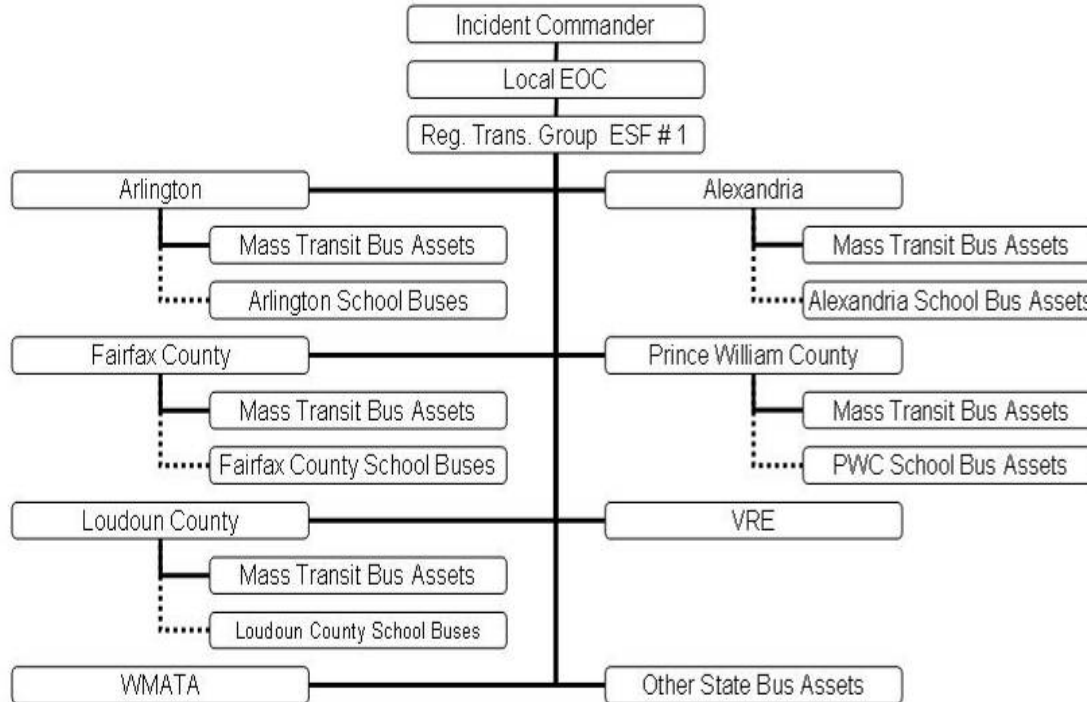 Incident Commander
Local EOC
Reg. Trans. Group ESF # 1
Arlington
Alexandria
Mass Transit Bus Assets
Mass Transit Bus Assets
Arlington School Buses
Alexandria School Bus Assets
Fairfax County
Prince William County
Mass Transit Bus Assets
Mass Transit Bus Assets
Fairfax County School Buses
PWC School Bus Assets
Loudoun County
VRE
Mass Transit Bus Assets
Loudoun County School Buses
WMATA
Other State Bus Assets